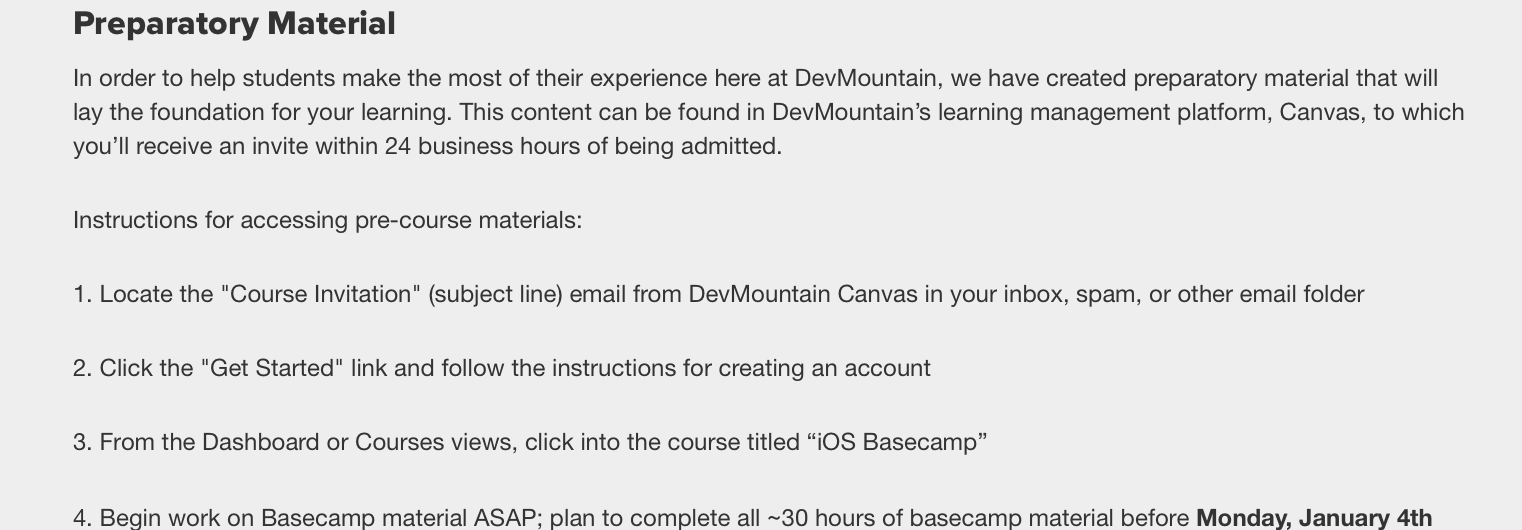 Preparatory Material
In order to help students make the most of their experience here at DevMountain, we have created preparatory material that will
lay the foundation for your learning. This content can be found in DevMountain’s learning management platform, Canvas, to which
you’ll receive an invite within 24 business hours of being admitted.
Instructions for accessing pre-course materials:
1. Locate the "Course Invitation" (subject line) email from DevMountain Canvas in your inbox, spam, or other email folder
2. Click the "Get Started" link and follow the instructions for creating an account
3. From the Dashboard or Courses views, click into the course titled “iOS Basecamp”
4. Begin work on Basecamp material ASAP; plan to complete all ~30 hours of basecamp material before Monday, January 4th